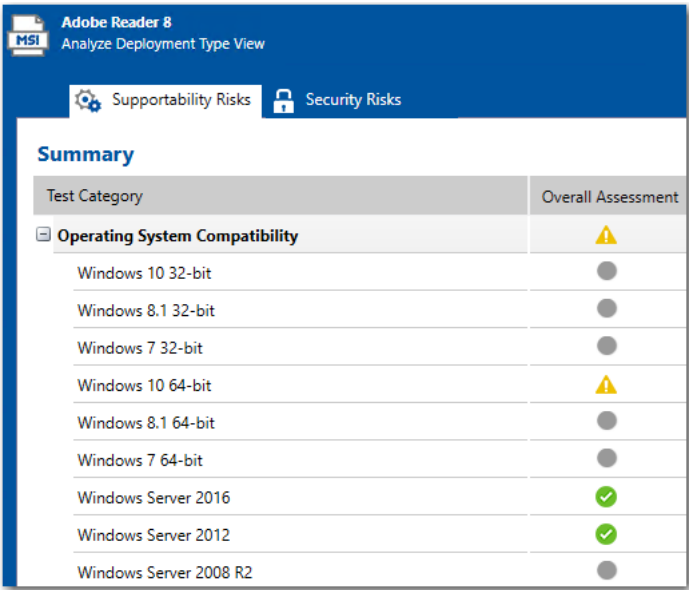 Adobe Reader 8
MSI
Analyze Deployment Type View
Supportability Risks
Security Risks
Summary
Test Category
Overall Assessment
Operating System Compatibility
Windows 10 32-bit
Windows 8.1 32-bit
Windows 7 32-bit
Windows 10 64-bit
Windows 8.1 64-bit
Windows 7 64-bit
Windows Server 2016
Windows Server 2012
Windows Server 2008 R2